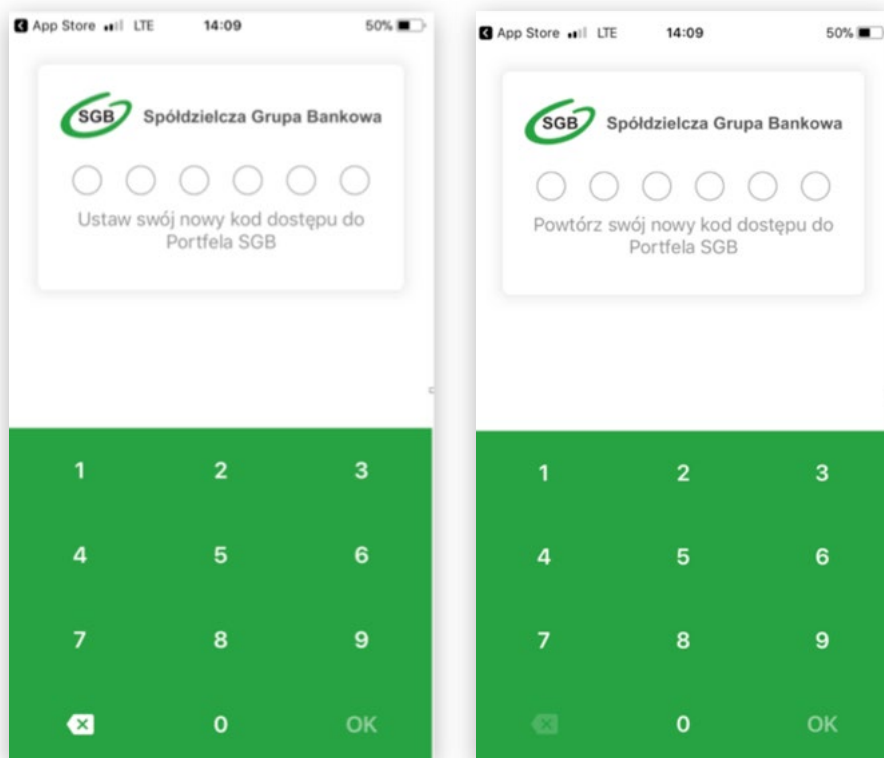 App Store LTE 14:09 50%
SGB Spółdzielcza Grupa Bankowa
Ustaw swój nowy kod dostępu do
Portfela SGB
1 2 3
4 5 6
7 8 9
0 OK
App Store LTE 14:09 50%
SGB Spółdzielcza Grupa Bankowa
Powtórz swój nowy kod dostępu do
Portfela SGB
1 2 3
4 5 6
7 8 9
0 OK